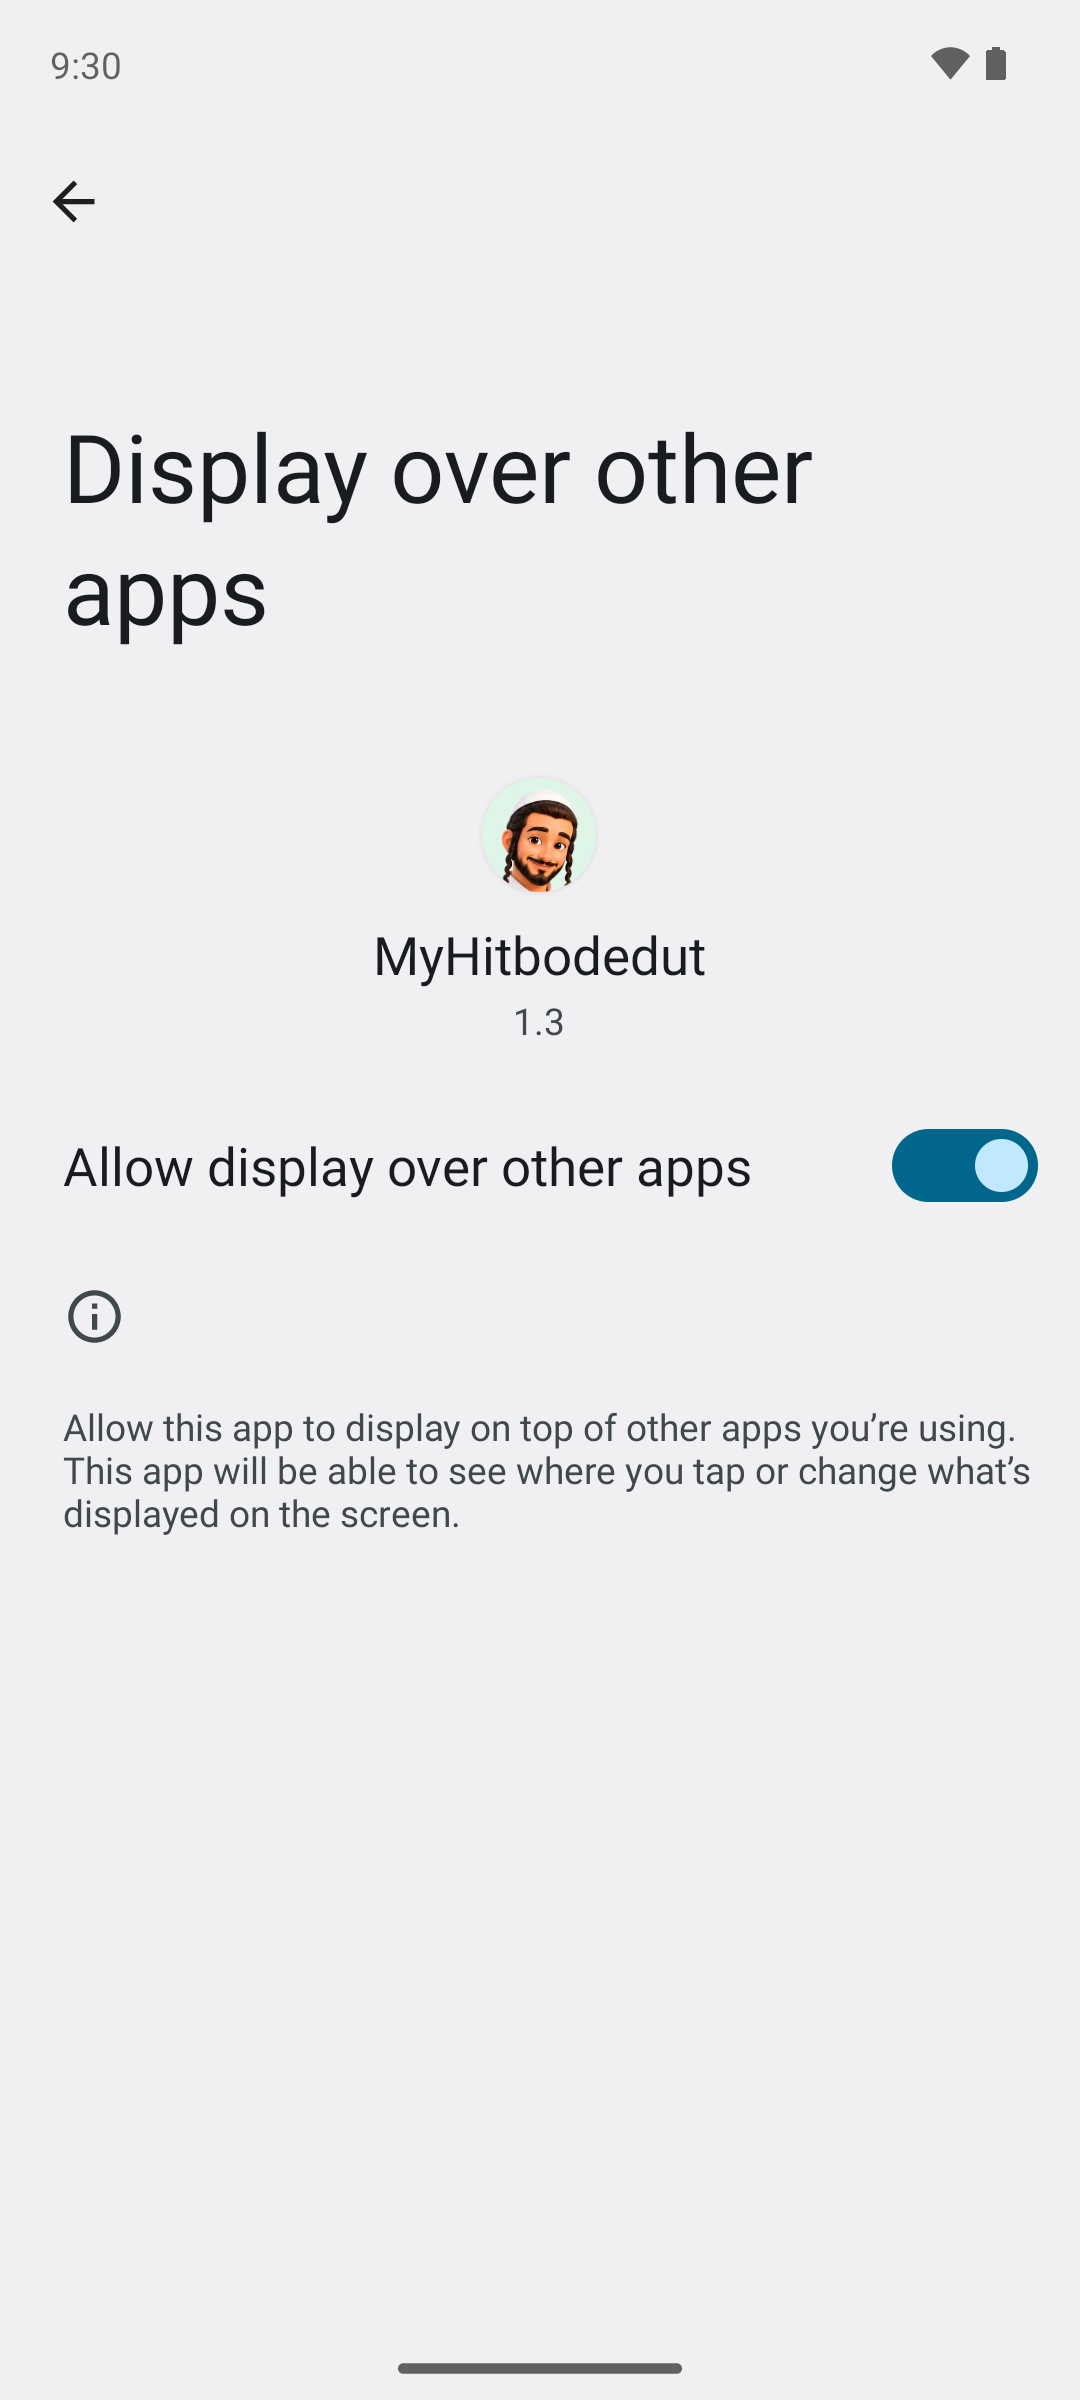 9:30
Display over other
apps
MyHitbodedut
1.3
Allow display over other apps
Allow this app to display on top of other apps you’re using.
This app will be able to see where you tap or change what’s
displayed on the screen.